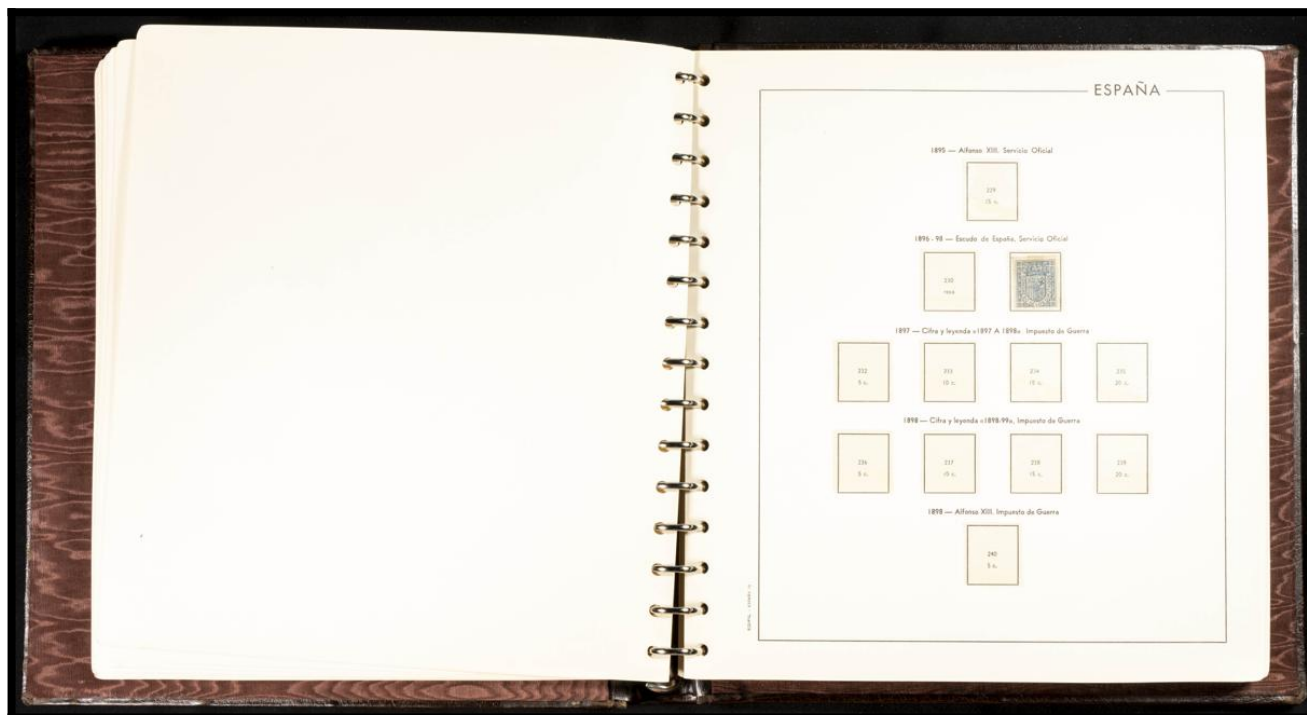 ESPAÑA
1895 — Alfonso XIII. Servicio Oficial
229
15 c.
1896-98 — Escudo de España. Servicio Oficial
230
rosa
1897 — Cifra y leyenda «1897 A 1898». Impuesto de Guerra
232
5 c.
233
10 c.
234
15 c.
235
20 c.
1898 — Cifra y leyenda «1898-99», Impuesto de Guerra
236
5 c.
237
10 c.
238
15 c.
239
20 c.
1898 — Alfonso XIII. Impuesto de Guerra
240
5 c.